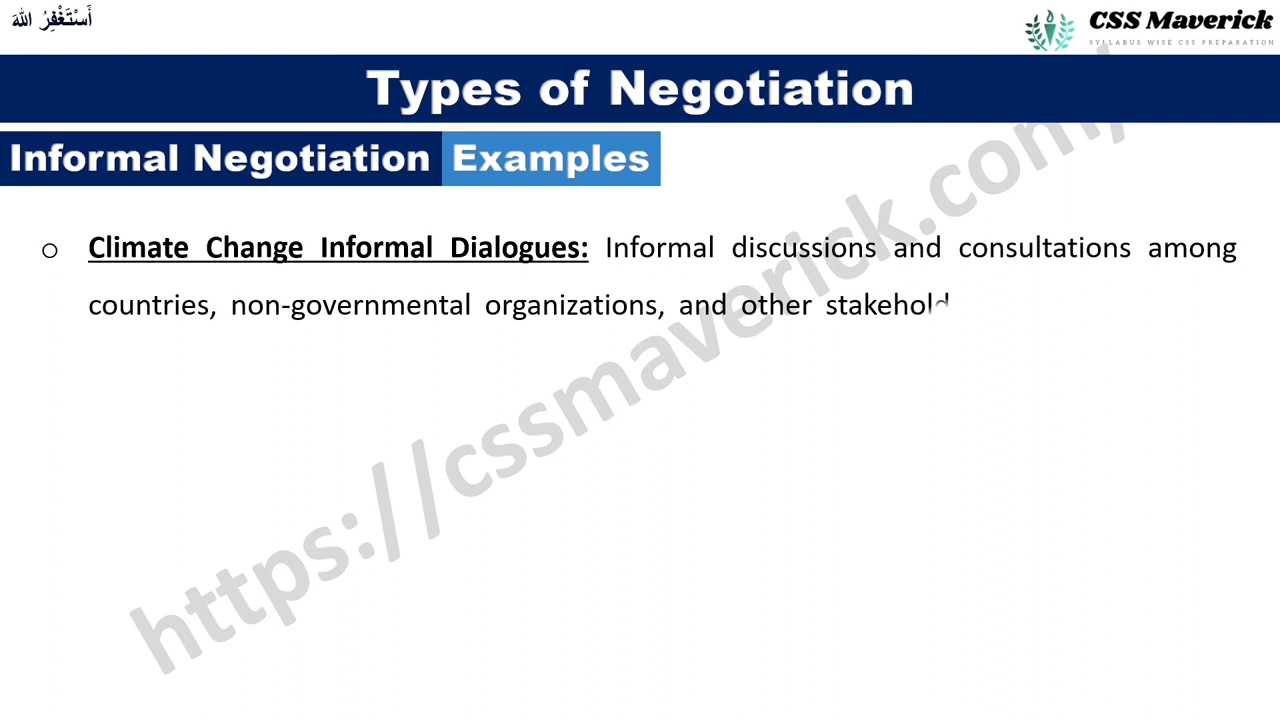 أَسْتَغْفِرُ اللهَ
CSS Maverick
SYLLABUS WISE CSS PREPARATION
Types of Negotiation
Informal Negotiation Examples
Climate Change Informal Dialogues: Informal discussions and consultations among
countries, non-governmental organizations, and other stakehold
https://cssmaverick.com/